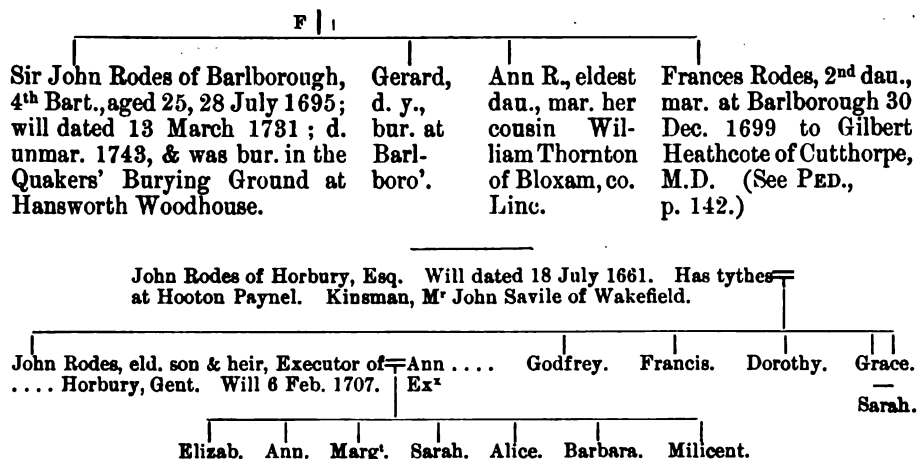 F
Sir John Rodes of Barlborough,
4th Bart., aged 25, 28 July 1695;
will dated 13 March 1731 ; d.
unmar. 1743, & was bur. in the
Quakers' Burying Ground at
Hansworth Woodhouse.
Gerard,
d. y.,
bur. at
Barl-
boro'.
Ann R., eldest
dau., mar. her
cousin Wil-
liam Thornton
of Bloxam, co.
Linc.
Frances Rodes, 2nd dau.,
mar. at Barlborough 30
Dec. 1699 to Gilbert
Heathcote of Cutthorpe,
M.D. (See PED.,
p. 142.)
John Rodes of Horbury, Esq. Will dated 18 July 1661. Has tythes
at Hooton Paynel. Kinsman, Mr John Savile of Wakefield.
John Rodes, eld. son & heir, Executor of
.... Horbury, Gent. Will 6 Feb. 1707.
Ann ....
Exx
Godfrey.
Francis.
Dorothy.
Grace.
—
Sarah.
Elizab. Ann. Margt. Sarah. Alice. Barbara. Milicent.